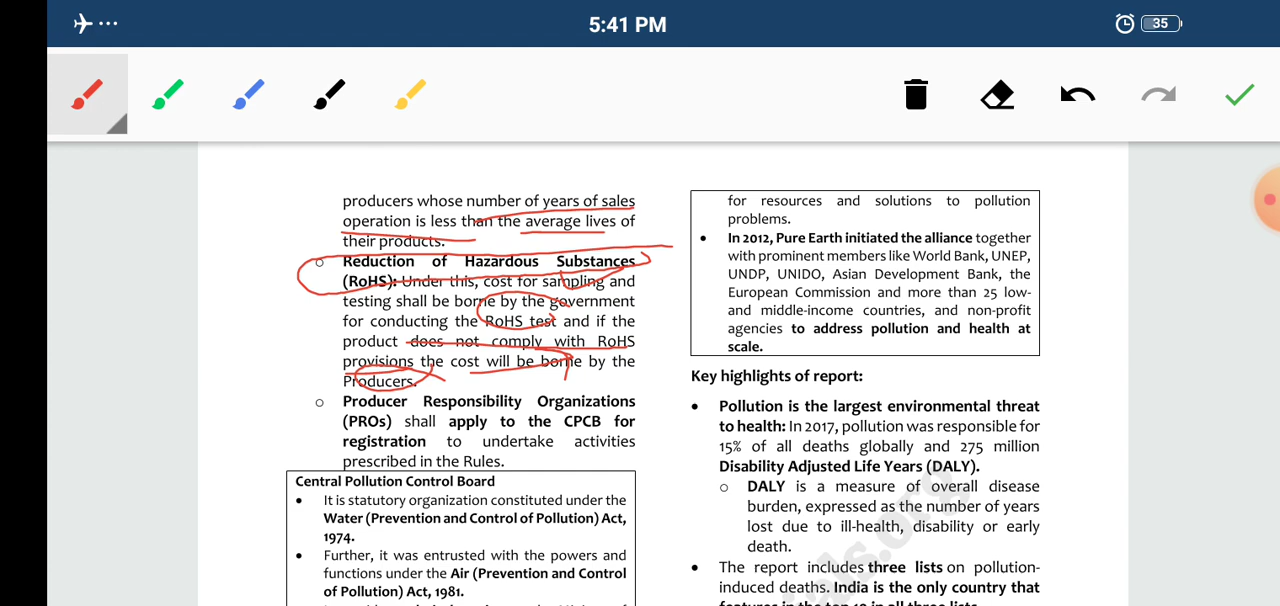 5:41 PM
35
producers whose number of years of sales
operation is less than the average lives of
their products.
o Reduction of Hazardous Substances
(RoHS): Under this, cost for sampling and
testing shall be borne by the government
for conducting the RoHS test and if the
product does not comply with RoHS
provisions the cost will be borne by the
Producers.
o Producer Responsibility Organizations
(PROs) shall apply to the CPCB for
registration to undertake activities
prescribed in the Rules.
Central Pollution Control Board
• It is statutory organization constituted under the
Water (Prevention and Control of Pollution) Act,
1974.
• Further, it was entrusted with the powers and
functions under the Air (Prevention and Control
of Pollution) Act, 1981.
for resources and solutions to pollution
problems.
• In 2012, Pure Earth initiated the alliance together
with prominent members like World Bank, UNEP,
UNDP, UNIDO, Asian Development Bank, the
European Commission and more than 25 low-
and middle-income countries, and non-profit
agencies to address pollution and health at
scale.
Key highlights of report:
• Pollution is the largest environmental threat
to health: In 2017, pollution was responsible for
15% of all deaths globally and 275 million
Disability Adjusted Life Years (DALY).
o DALY is a measure of overall disease
burden, expressed as the number of years
lost due to ill-health, disability or early
death.
• The report includes three lists on pollution-
induced deaths. India is the only country that
features in the top 10 in all three lists